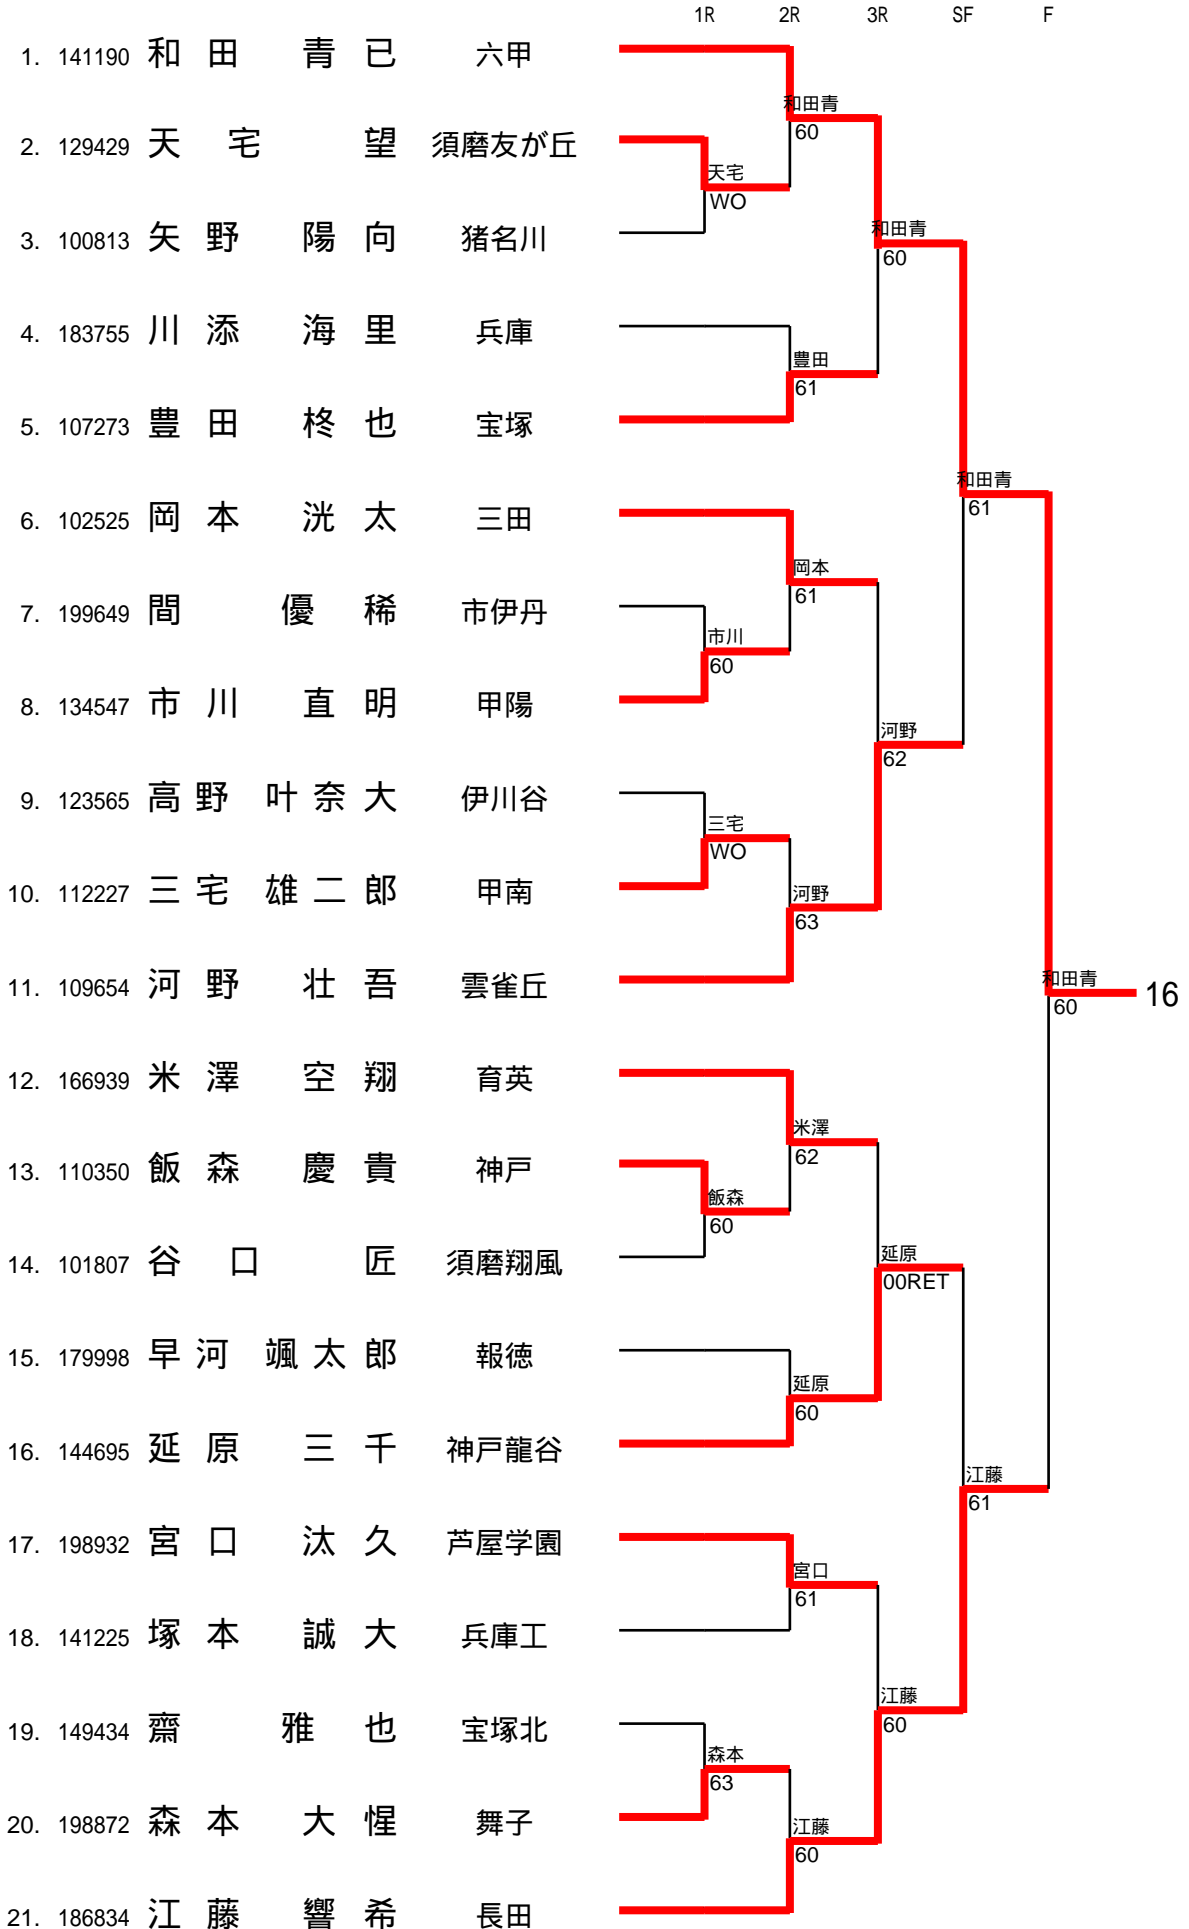 1R 2R 3R SF F
1. 141190 和田 青已 六甲
和田青
60
2. 129429 天宅 望 須磨友が丘
天宅
WO
3. 100813 矢野 陽向 猪名川
和田青
60
4. 183755 川添 海里 兵庫
豊田
61
5. 107273 豊田 柊也 宝塚
和田青
61
6. 102525 岡本 洸太 三田
岡本
61
7. 199649 間 優稀 市伊丹
市川
60
8. 134547 市川 直明 甲陽
河野
62
9. 123565 高野 叶奈大 伊川谷
三宅
WO
10. 112227 三宅 雄二郎 甲南
河野
63
11. 109654 河野 壮吾 雲雀丘
和田青
60
16
12. 166939 米澤 空翔 育英
米澤
62
13. 110350 飯森 慶貴 神戸
飯森
60
14. 101807 谷口 匠 須磨翔風
延原
00RET
15. 179998 早河 颯太郎 報徳
延原
60
16. 144695 延原 三千 神戸龍谷
江藤
61
17. 198932 宮口 汰久 芦屋学園
宮口
61
18. 141225 塚本 誠大 兵庫工
江藤
60
19. 149434 齋 雅也 宝塚北
森本
63
20. 198872 森本 大惺 舞子
江藤
60
21. 186834 江藤 響希 長田